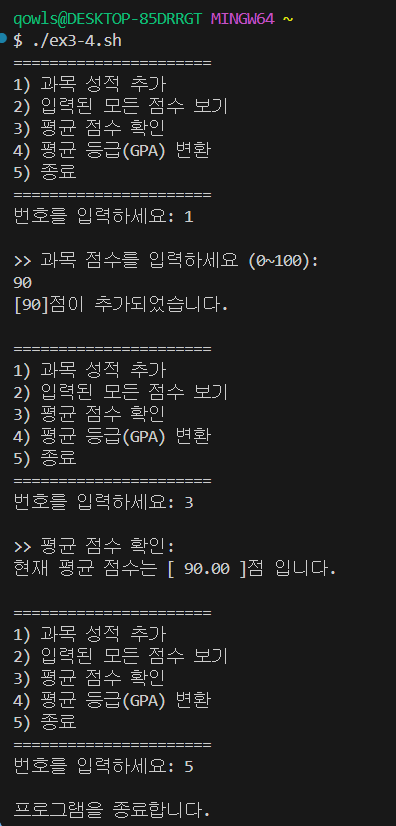 qowls@DESKTOP-85DRRGT MINGW64 ~
$ ./ex3-4.sh
======================
1) 과목 성적 추가
2) 입력된 모든 점수 보기
3) 평균 점수 확인
4) 평균 등급(GPA) 변환
5) 종료
======================
번호를 입력하세요: 1
>> 과목 점수를 입력하세요 (0~100):
90
[90]점이 추가되었습니다.
======================
1) 과목 성적 추가
2) 입력된 모든 점수 보기
3) 평균 점수 확인
4) 평균 등급(GPA) 변환
5) 종료
======================
번호를 입력하세요: 3
>> 평균 점수 확인:
현재 평균 점수는 [ 90.00 ]점 입니다.
======================
1) 과목 성적 추가
2) 입력된 모든 점수 보기
3) 평균 점수 확인
4) 평균 등급(GPA) 변환
5) 종료
======================
번호를 입력하세요: 5
프로그램을 종료합니다.